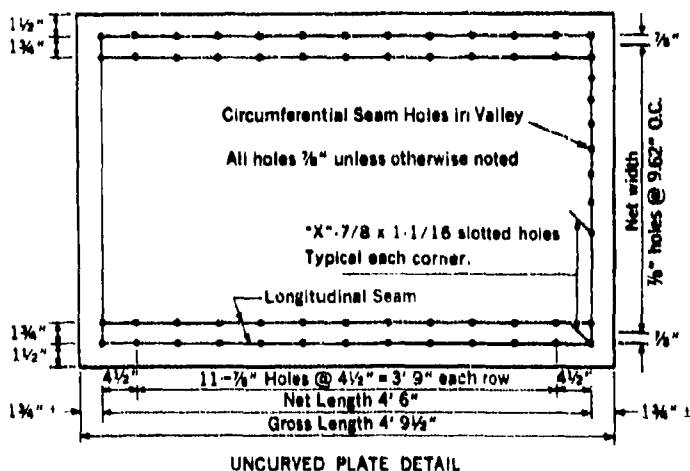 1½"
1¾"
⅞"
Circumferential Seam Holes in Valley
All holes ⅞" unless otherwise noted
Net width
⅞" holes @ 9.62" O.C.
"X"-7/8 x 1-1/16 slotted holes
Typical each corner.
Longitudinal Seam
1¾"
1½"
⅞"
4½" 11-⅞" Holes @ 4½" = 3' 9" each row 4½"
1¾" ± Net Length 4' 6" 1¾" ±
Gross Length 4' 9½"
UNCURVED PLATE DETAIL